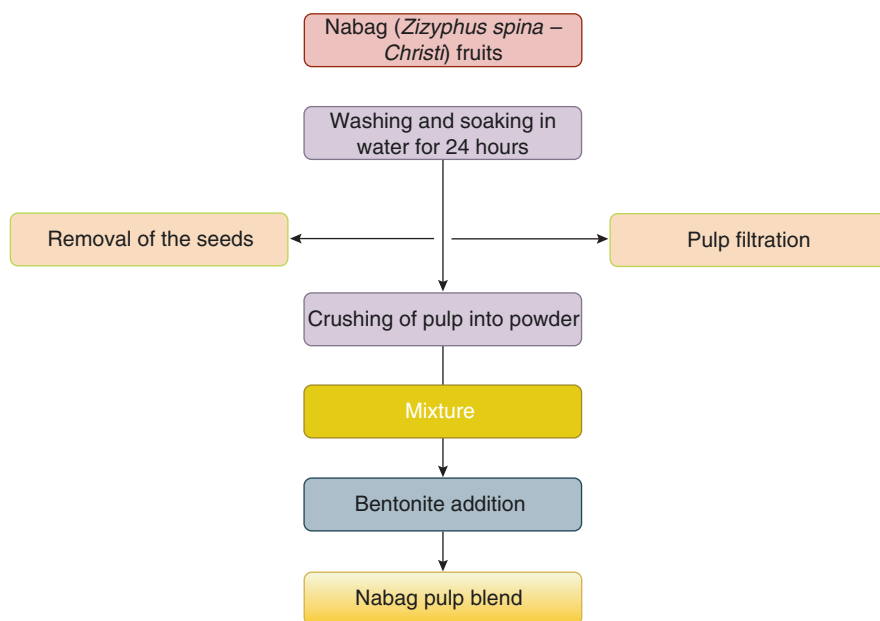 Nabag (Zizyphus spina –
Christi) fruits
Washing and soaking in
water for 24 hours
Removal of the seeds
Pulp filtration
Crushing of pulp into powder
Mixture
Bentonite addition
Nabag pulp blend